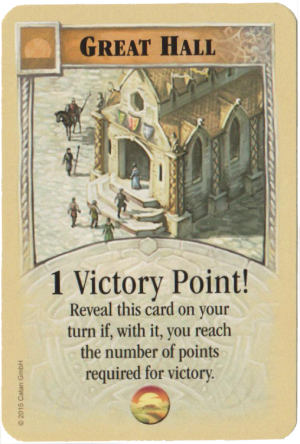 GREAT HALL
1 Victory Point!
Reveal this card on your
turn if, with it, you reach
the number of points
required for victory.
© 2015 Catan GmbH